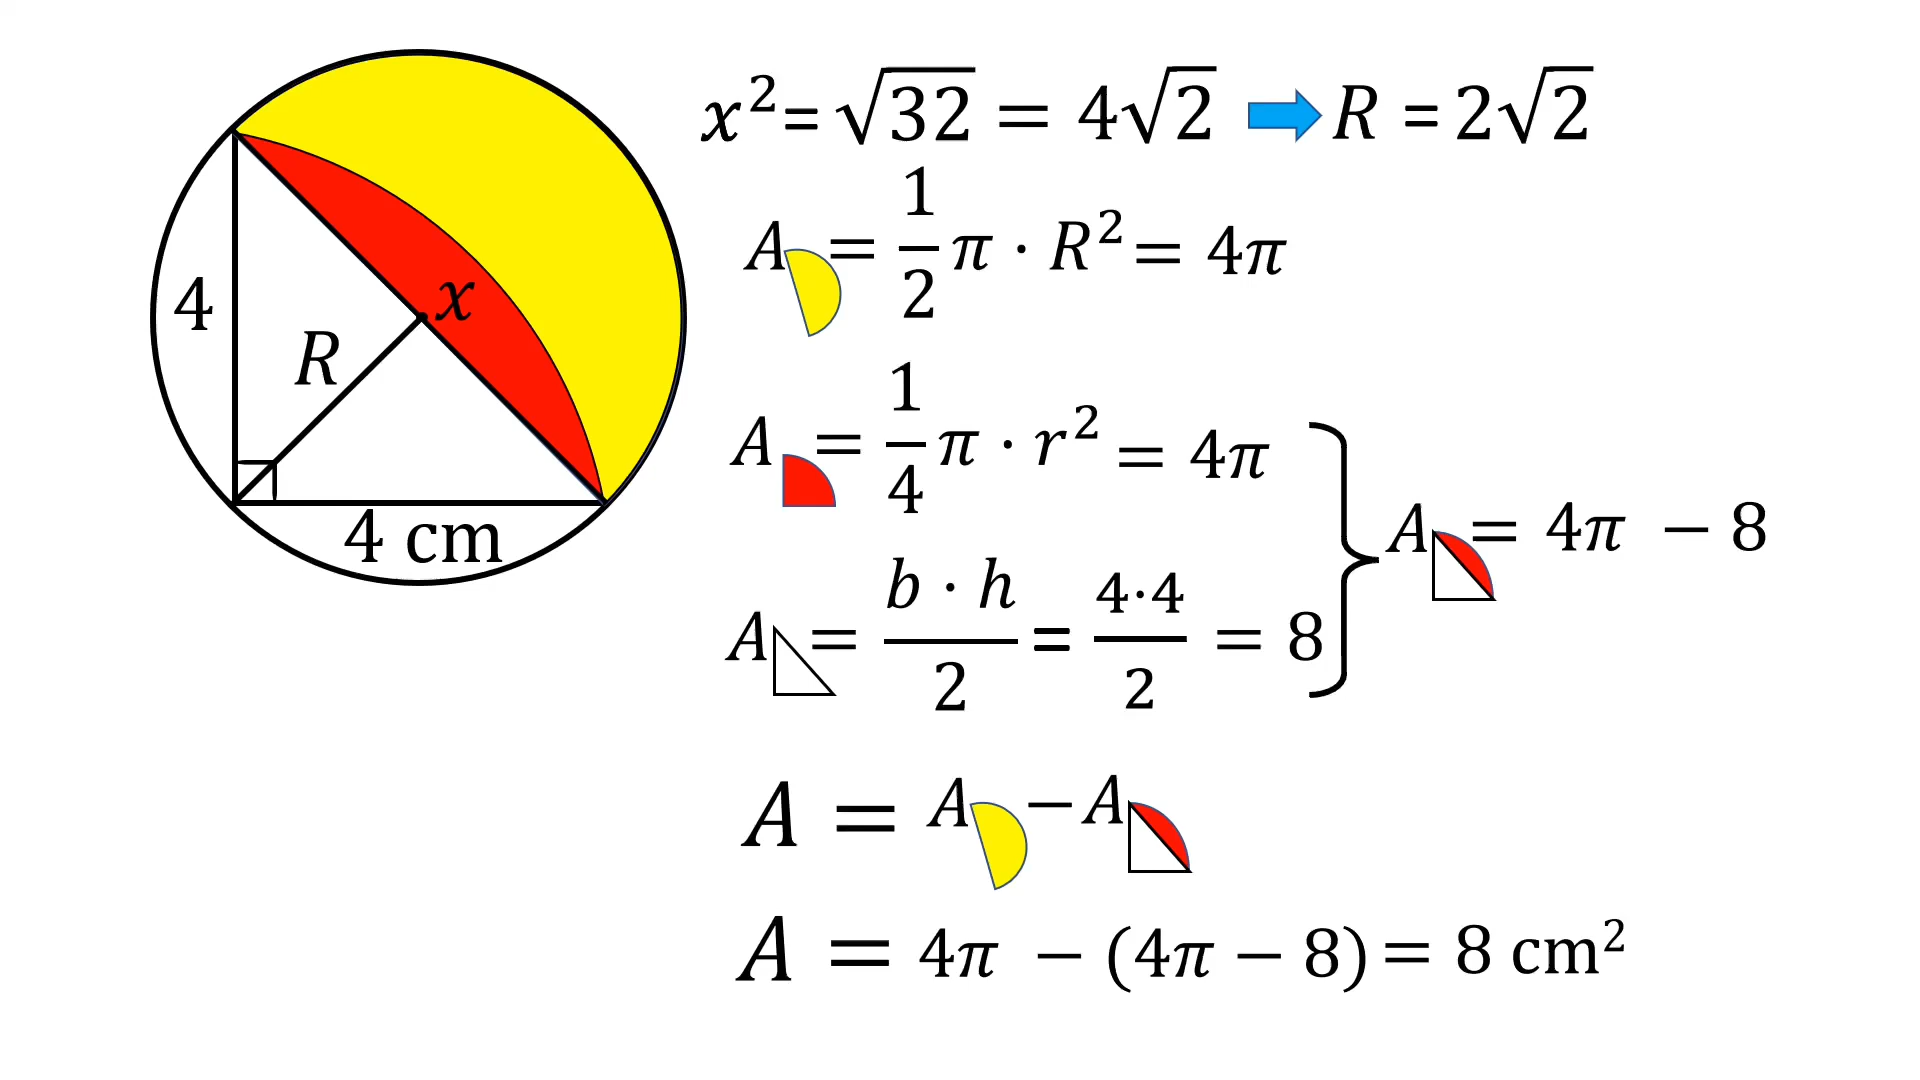 x² = √32 = 4√2 R = 2√2
A = 1/2 π · R² = 4π
4
x
R
A = 1/4 π · r² = 4π
A = 4π − 8
4 cm
A = b · h/2 = 4·4/2 = 8
A = A − A
A = 4π − (4π − 8) = 8 cm²